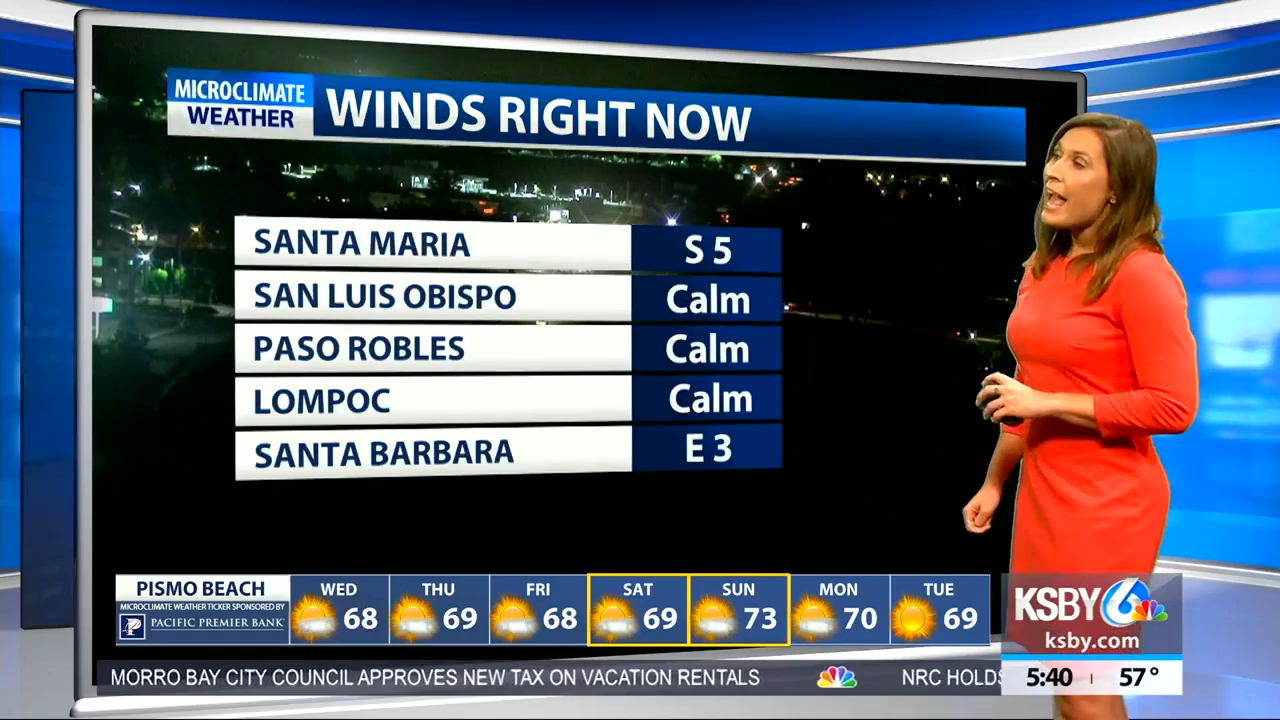 MICROCLIMATE
WEATHER
WINDS RIGHT NOW
SANTA MARIA S 5
SAN LUIS OBISPO Calm
PASO ROBLES Calm
LOMPOC Calm
SANTA BARBARA E 3
PISMO BEACH
MICROCLIMATE WEATHER TICKER SPONSORED BY
PACIFIC PREMIER BANK
WED THU FRI SAT SUN MON TUE
68 69 68 69 73 70 69
KSBY 6
ksby.com
MORRO BAY CITY COUNCIL APPROVES NEW TAX ON VACATION RENTALS NRC HOLDS
5:40 57°